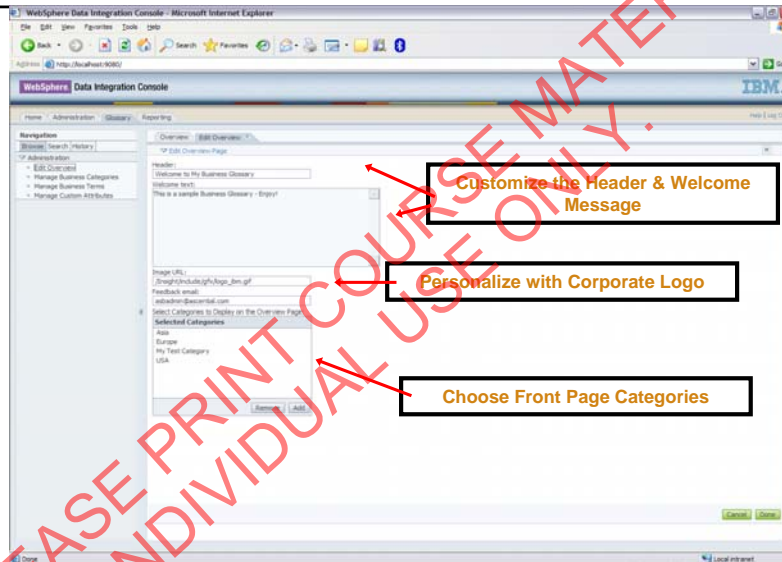 WebSphere Data Integration Console - Microsoft Internet Explorer
File Edit View Favorites Tools Help
Back Search Favorites
Address http://localhost:9080/ Go
WebSphere Data Integration Console IBM.
Home Administration Glossary Reporting Help Log
Navigation
Browse Search History
Administration
Edit Overview
Manage Business Categories
Manage Business Terms
Manage Custom Attributes
Overview Edit Overview
Edit Overview Page
Header:
Welcome to My Business Glossary
Welcome text:
This is a sample Business Glossary - Enjoy!
Image URL:
Feedback email:
Select Categories to Display on the Overview Page
Selected Categories
Asia
Europe
My Test Category
USA
Remove Add
Customize the Header & Welcome
Message
Personalize with Corporate Logo
Choose Front Page Categories
Cancel Done
Done Local intranet
EASE PRINT COURSE MATER
INDIVIDUAL USE ONLY.